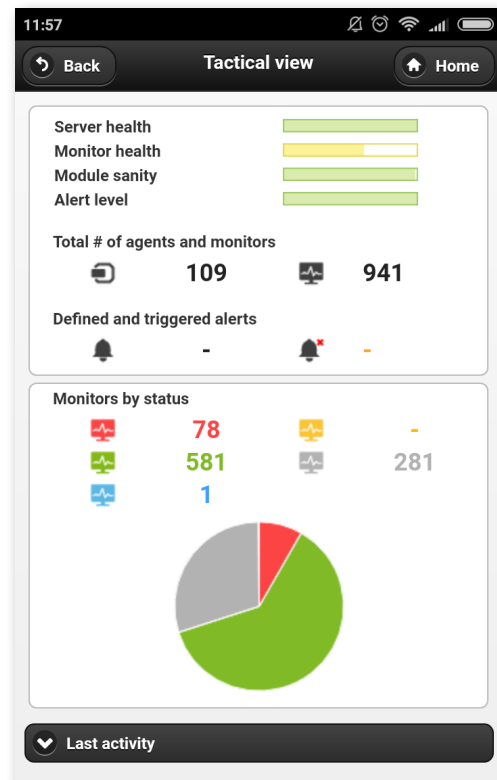 11:57
Back
Tactical view
Home
Server health
Monitor health
Module sanity
Alert level
Total # of agents and monitors
109
941
Defined and triggered alerts
-
-
Monitors by status
78
-
581
281
1
Last activity